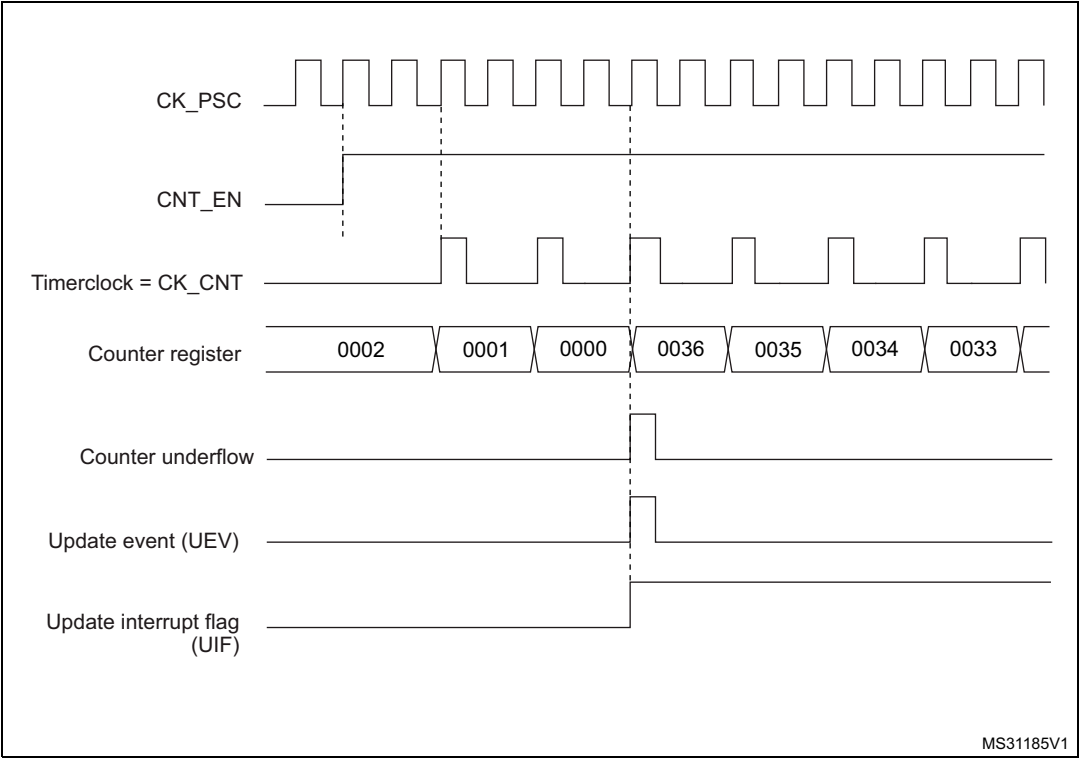 CK_PSC
CNT_EN
Timerclock = CK_CNT
Counter register
0002
0001
0000
0036
0035
0034
0033
Counter underflow
Update event (UEV)
Update interrupt flag
(UIF)
MS31185V1